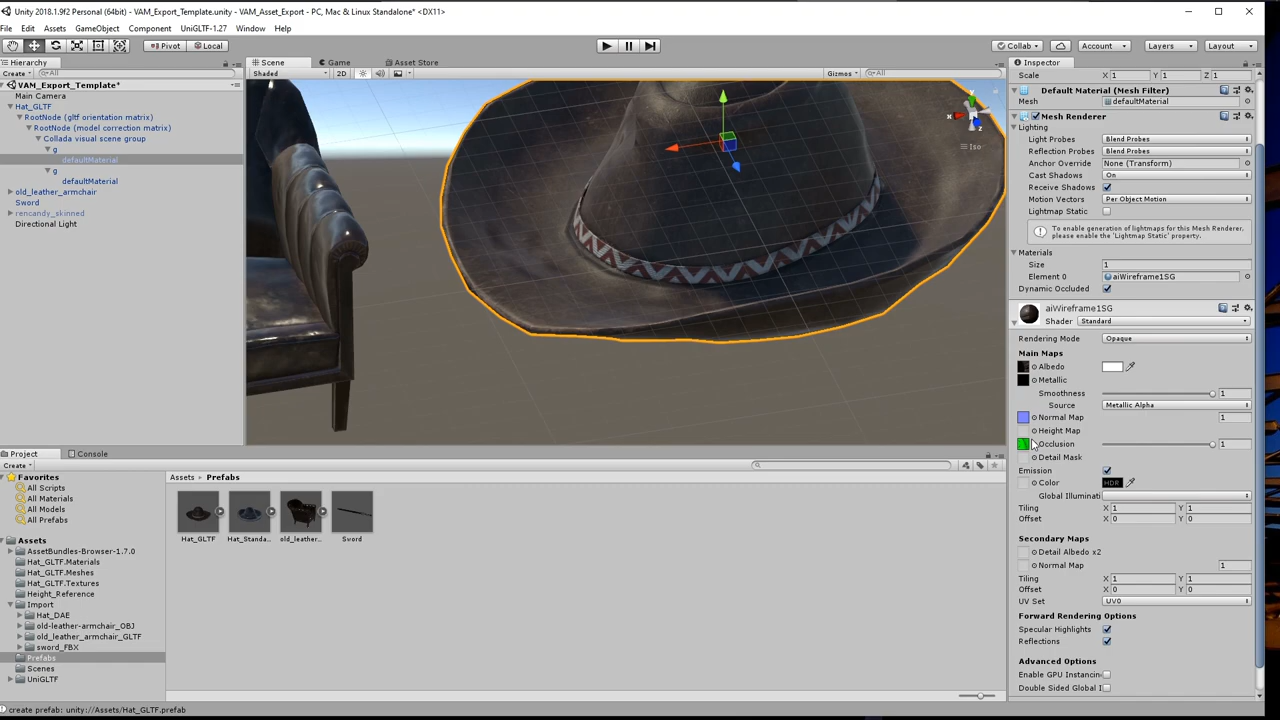 Unity 2018.1.9f2 Personal (64bit) - VAM_Export_Template.unity - VAM_Asset_Export - PC, Mac & Linux Standalone* <DX11>
File Edit Assets GameObject Component UniGLTF-1.27 Window Help
Pivot Local Collab Account Layers Layout
Hierarchy Scene Game Asset Store Inspector
Create All Shaded 2D Gizmos All
Scale X 1 Y 1 Z 1
VAM_Export_Template*
Main Camera
Hat_GLTF
RootNode (gltf orientation matrix)
RootNode (model correction matrix)
Collada visual scene group
g
defaultMaterial
g
defaultMaterial
old_leather_armchair
Sword
rencandy_skinned
Directional Light
y
x
z
Iso
Default Material (Mesh Filter)
Mesh defaultMaterial
Mesh Renderer
Lighting
Light Probes Blend Probes
Reflection Probes Blend Probes
Anchor Override None (Transform)
Cast Shadows On
Receive Shadows
Motion Vectors Per Object Motion
Lightmap Static
To enable generation of lightmaps for this Mesh Renderer, please enable the 'Lightmap Static' property.
Materials
Size 1
Element 0 aiWireframe1SG
Dynamic Occluded
aiWireframe1SG
Shader Standard
Rendering Mode Opaque
Main Maps
Albedo
Metallic
Smoothness 1
Source Metallic Alpha
Normal Map 1
Height Map
Occlusion 1
Detail Mask
Emission
Color HDR
Global Illuminati
Tiling X 1 Y 1
Offset X 0 Y 0
Secondary Maps
Detail Albedo x2
Normal Map 1
Tiling X 1 Y 1
Offset X 0 Y 0
UV Set UV0
Forward Rendering Options
Specular Highlights
Reflections
Advanced Options
Enable GPU Instancin
Double Sided Global I
Project Console
Create
Favorites
All Scripts
All Materials
All Models
All Prefabs
Assets
AssetBundles-Browser-1.7.0
Hat_GLTF.Materials
Hat_GLTF.Meshes
Hat_GLTF.Textures
Height_Reference
Import
Hat_DAE
old-leather-armchair_OBJ
old_leather_armchair_GLTF
sword_FBX
Prefabs
Scenes
UniGLTF
Assets Prefabs
Hat_GLTF Hat_Standa... old_leather... Sword
create prefab: unity://Assets/Hat_GLTF.prefab